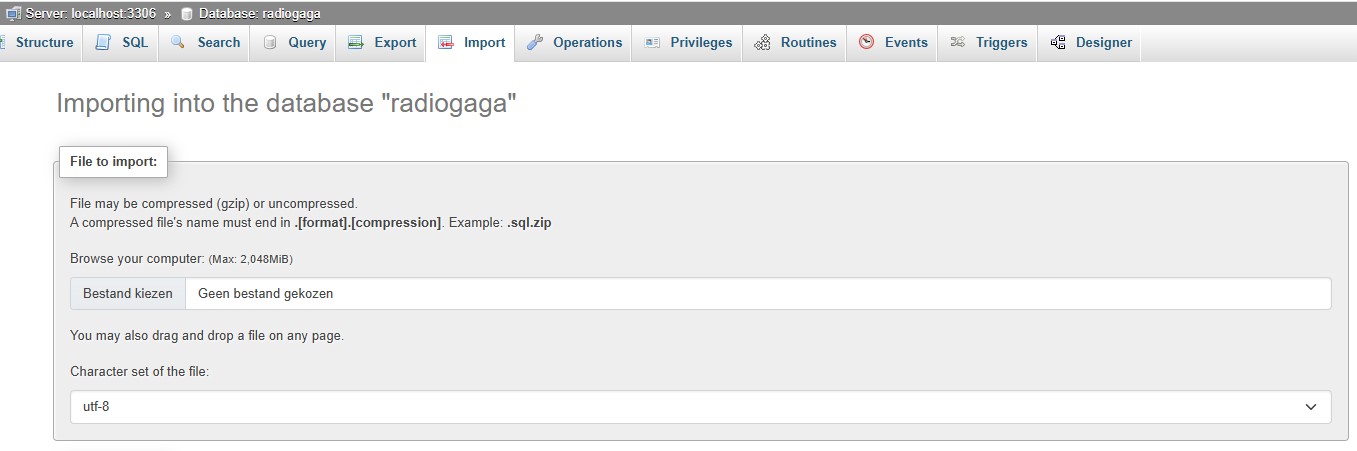 Server: localhost:3306 » Database: radiogaga
Structure SQL Search Query Export Import Operations Privileges Routines Events Triggers Designer
Importing into the database "radiogaga"
File to import:
File may be compressed (gzip) or uncompressed.
A compressed file's name must end in .[format].[compression]. Example: .sql.zip
Browse your computer: (Max: 2,048MiB)
Bestand kiezen Geen bestand gekozen
You may also drag and drop a file on any page.
Character set of the file:
utf-8